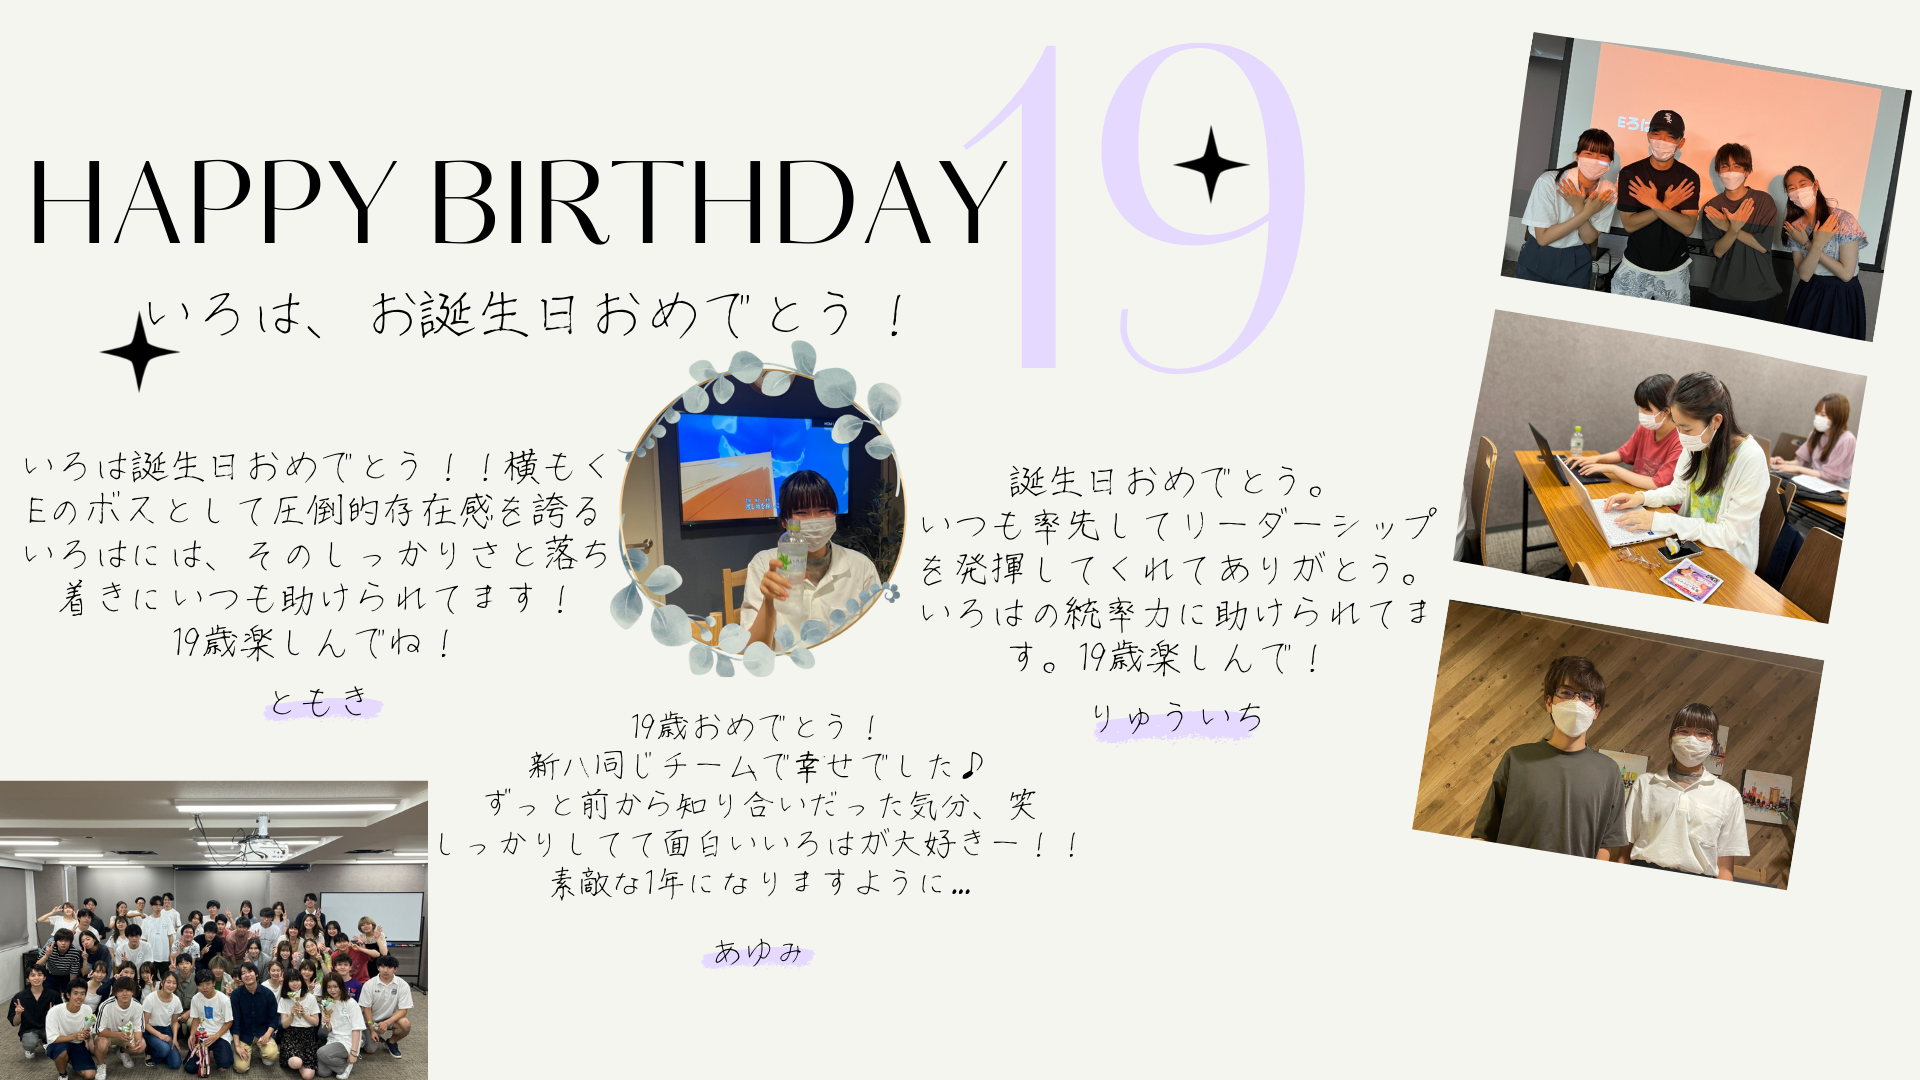 HAPPY BIRTHDAY
19
いろは、お誕生日おめでとう！
いろは誕生日おめでとう！！横もく
Eのボスとして圧倒的存在感を誇る
いろはには、そのしっかりさと落ち
着きにいつも助けられてます！
19歳楽しんでね！
ともき
19歳おめでとう！
新八同じチームで幸せでした♪
ずっと前から知り合いだった気分、笑
しっかりしてて面白いいろはが大好きー！！
素敵な1年になりますように…
あゆみ
誕生日おめでとう。
いつも率先してリーダーシップ
を発揮してくれてありがとう。
いろはの統率力に助けられてま
す。19歳楽しんで！
りゅういち
Eろは